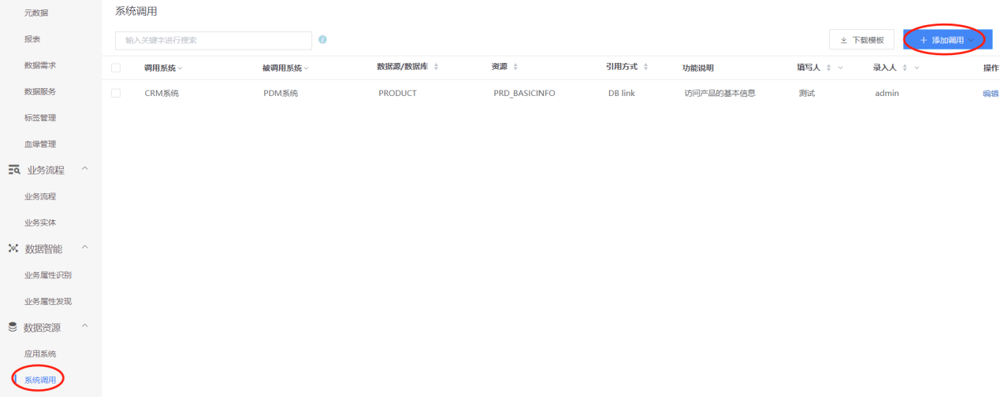 元数据
报表
数据需求
数据服务
标签管理
血缘管理
业务流程
业务流程
业务实体
数据智能
业务属性识别
业务属性发现
数据资源
应用系统
系统调用
系统调用
输入关键字进行搜索
下载模板
+ 添加调用
调用系统 被调用系统 数据源/数据库 资源 引用方式 功能说明 填写人 录入人 操作
CRM系统 PDM系统 PRODUCT PRD_BASICINFO DB link 访问产品的基本信息 测试 admin 编辑